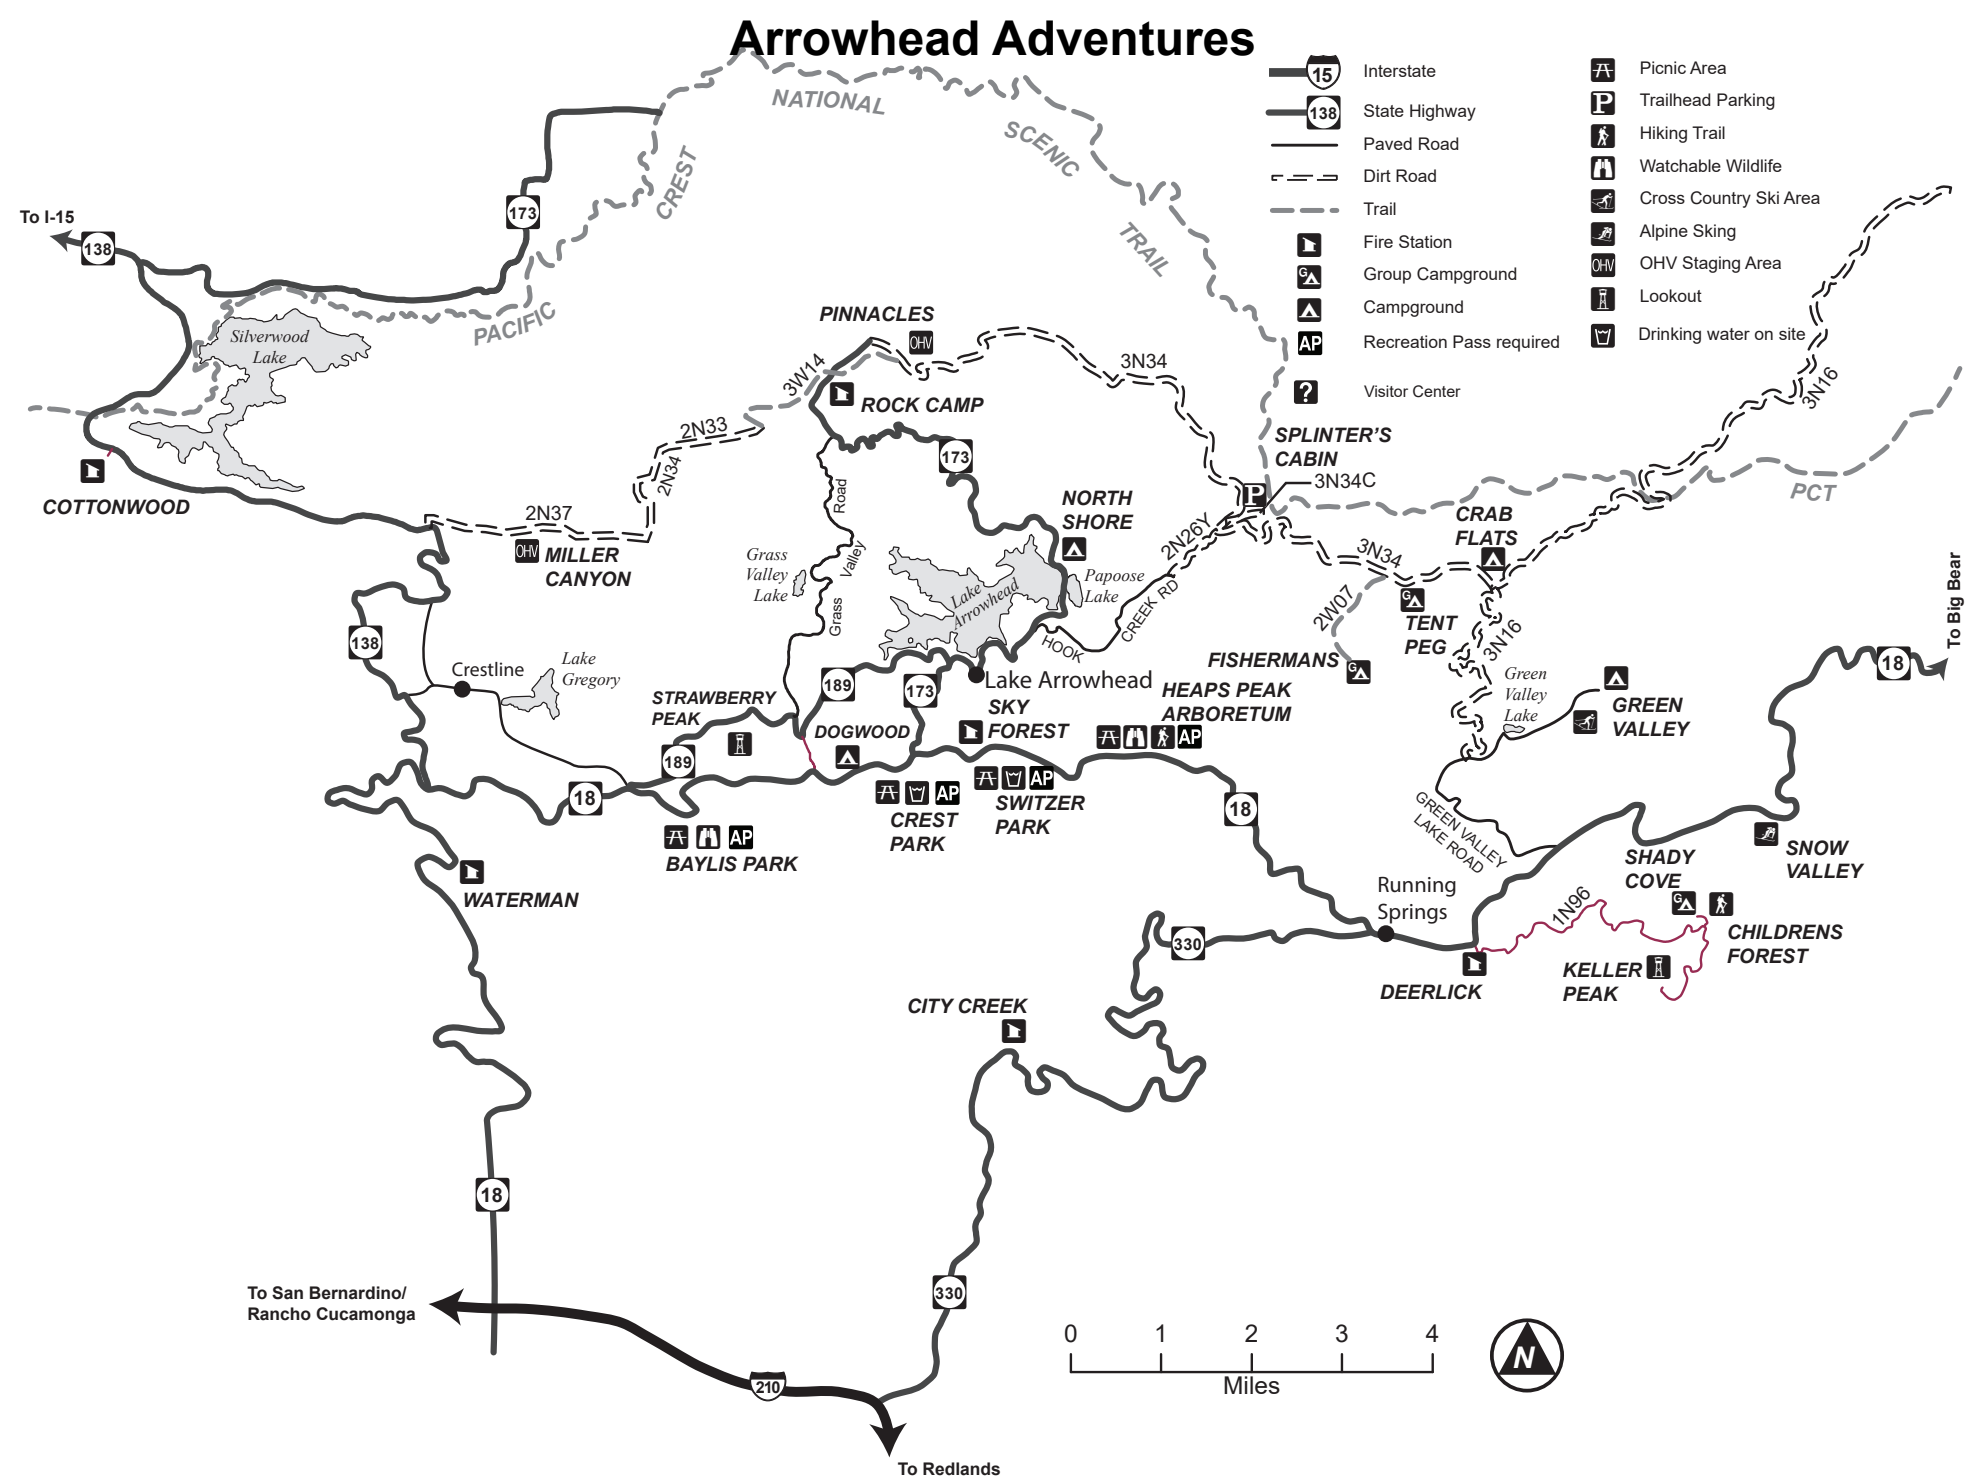 Arrowhead Adventures
15
Interstate
138
State Highway
Paved Road
Dirt Road
Trail
Fire Station
G
Group Campground
Campground
AP
Recreation Pass required
?
Visitor Center
Picnic Area
P
Trailhead Parking
Hiking Trail
Watchable Wildlife
Cross Country Ski Area
Alpine Sking
OHV
OHV Staging Area
Lookout
Drinking water on site
NATIONAL
SCENIC
TRAIL
CREST
PACIFIC
To I-15
138
173
Silverwood
Lake
COTTONWOOD
PINNACLES
OHV
3W14
ROCK CAMP
3N34
2N33
2N34
2N37
OHV
MILLER
CANYON
173
Road
Valley
Grass
Grass
Valley
Lake
NORTH
SHORE
Lake
Arrowhead
Papoose
Lake
SPLINTER'S
CABIN
P
3N34C
2N26Y
HOOK
CREEK RD
3N16
PCT
CRAB
FLATS
3N34
2W07
G
TENT
PEG
3N16
FISHERMANS
G
138
Crestline
Lake
Gregory
STRAWBERRY
PEAK
189
189
173
Lake Arrowhead
SKY
FOREST
DOGWOOD
HEAPS PEAK
ARBORETUM
AP
18
AP
BAYLIS PARK
AP
CREST
PARK
AP
SWITZER
PARK
18
Green
Valley
Lake
GREEN
VALLEY
18
To Big Bear
GREEN VALLEY
LAKE ROAD
SHADY
COVE
G
SNOW
VALLEY
WATERMAN
Running
Springs
330
1N96
CHILDRENS
FOREST
KELLER
PEAK
DEERLICK
CITY CREEK
18
To San Bernardino/
Rancho Cucamonga
330
210
To Redlands
0 1 2 3 4
Miles
N